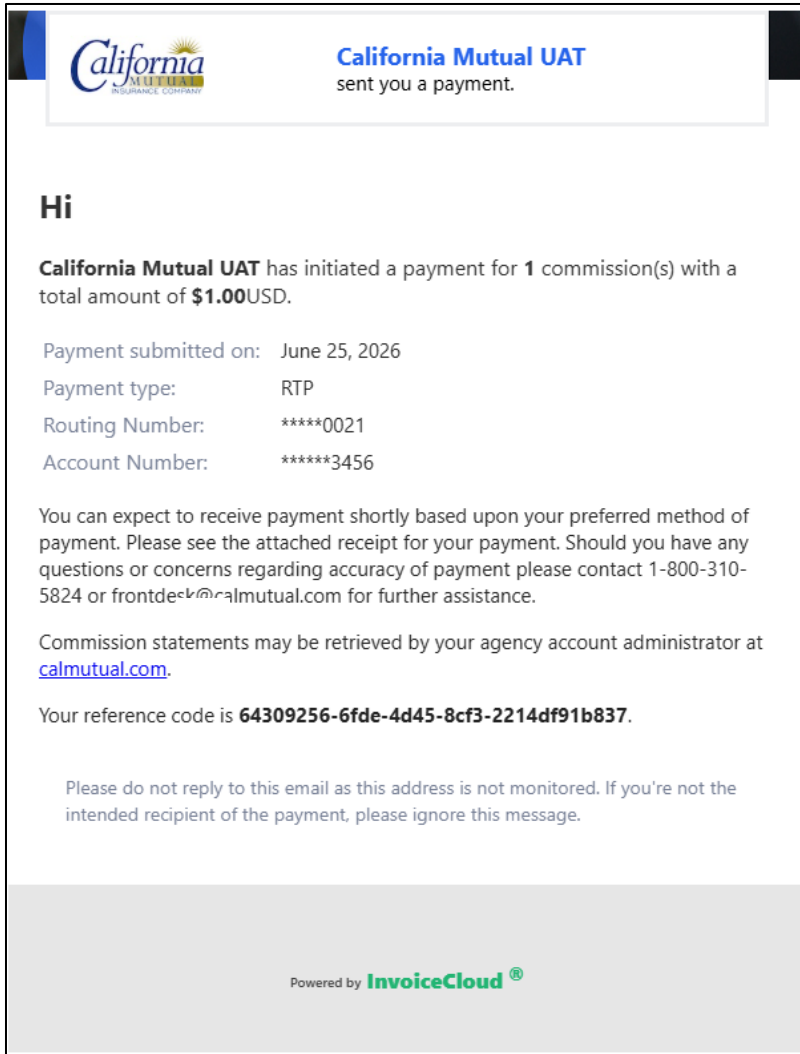 California
MUTUAL
INSURANCE COMPANY
California Mutual UAT
sent you a payment.
Hi
California Mutual UAT has initiated a payment for 1 commission(s) with a
total amount of $1.00USD.
Payment submitted on: June 25, 2026
Payment type: RTP
Routing Number: *****0021
Account Number: ******3456
You can expect to receive payment shortly based upon your preferred method of
payment. Please see the attached receipt for your payment. Should you have any
questions or concerns regarding accuracy of payment please contact 1-800-310-
5824 or frontdesk@calmutual.com for further assistance.
Commission statements may be retrieved by your agency account administrator at
calmutual.com.
Your reference code is 64309256-6fde-4d45-8cf3-2214df91b837.
Please do not reply to this email as this address is not monitored. If you're not the
intended recipient of the payment, please ignore this message.
Powered by InvoiceCloud ®